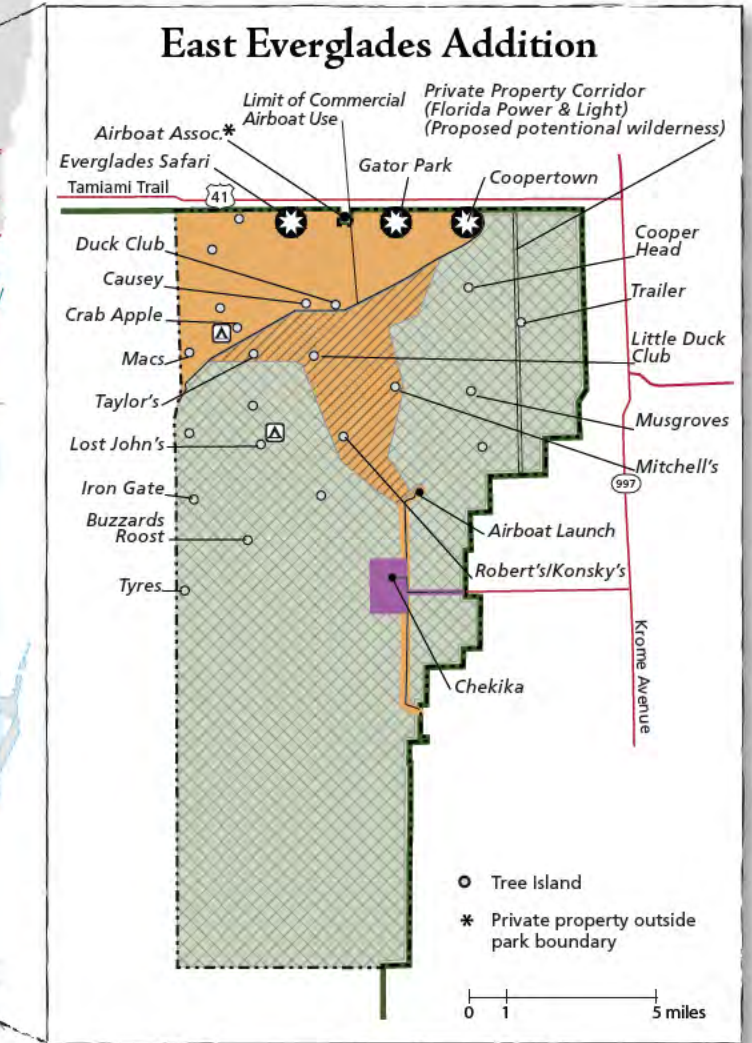 East Everglades Addition
Private Property Corridor
(Florida Power & Light)
(Proposed potentional wilderness)
Limit of Commercial
Airboat Use
Airboat Assoc.*
Everglades Safari
Gator Park
Coopertown
Tamiami Trail
41
Duck Club
Cooper
Head
Causey
Trailer
Crab Apple
Little Duck
Club
Macs
Taylor's
Musgroves
Lost John's
Mitchell's
Iron Gate
997
Buzzards
Roost
Airboat Launch
Robert's/Konsky's
Tyres
Krome Avenue
Chekika
Tree Island
* Private property outside
park boundary
0 1 5 miles